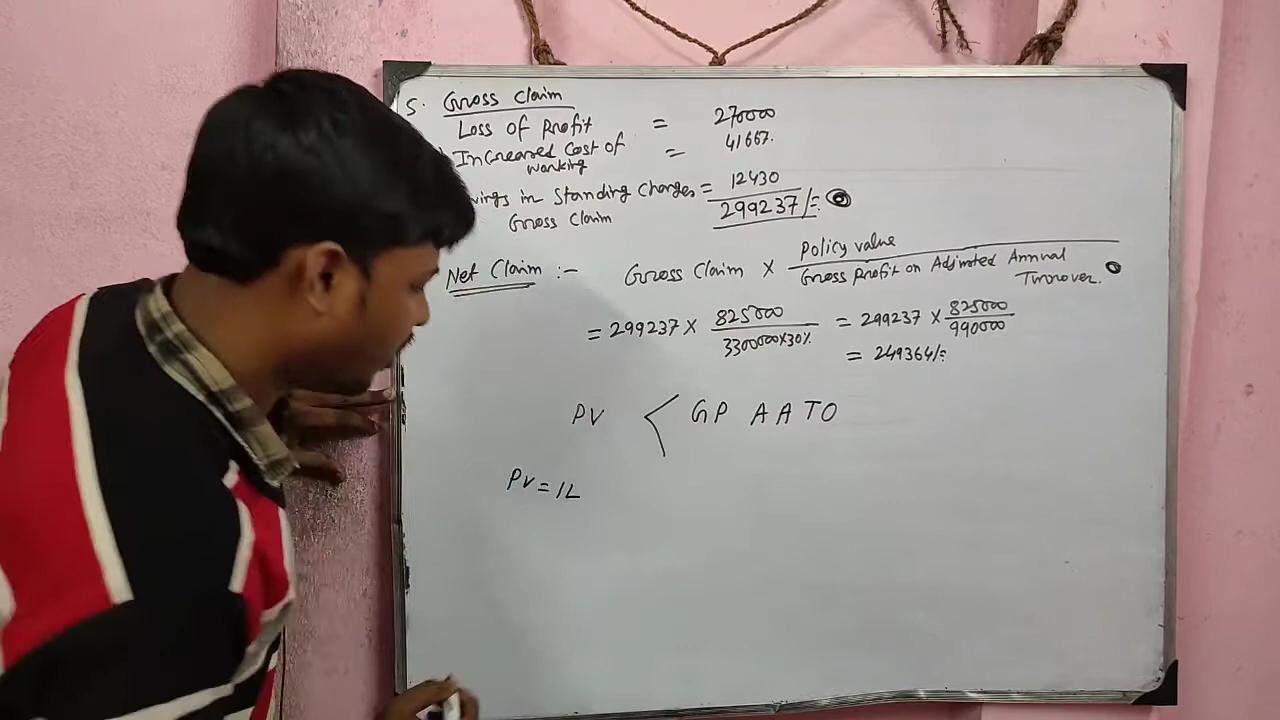 5. Gross Claim
Loss of Profit = 270000
Increased Cost of working = 41667.
vings in Standing Charges = 12430
Gross Claim 299237/=
Net Claim :- Gross Claim X Policy value
Gross Profit on Adjusted Annual Turnover.
= 299237 X 825000 / 3300000x30% = 299237 X 825000 / 990000
= 249364/=
PV < GP AATO
PV = 1L